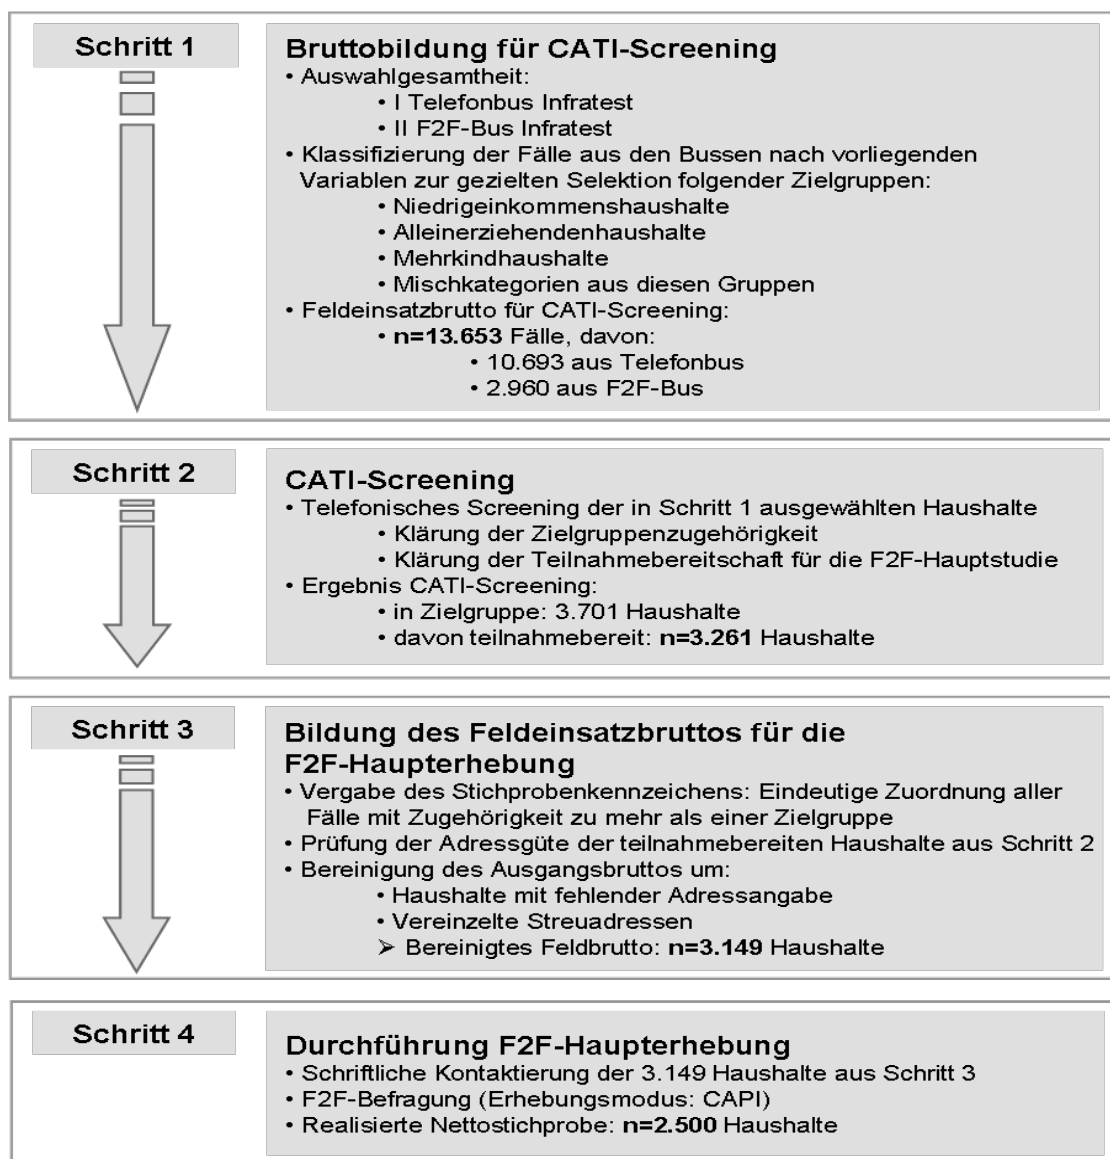 Schritt 1
Bruttobildung für CATI-Screening
• Auswahlgesamtheit:
• I Telefonbus Infratest
• II F2F-Bus Infratest
• Klassifizierung der Fälle aus den Bussen nach vorliegenden
Variablen zur gezielten Selektion folgender Zielgruppen:
• Niedrigeinkommenshaushalte
• Alleinerziehendenhaushalte
• Mehrkindhaushalte
• Mischkategorien aus diesen Gruppen
• Feldeinsatzbrutto für CATI-Screening:
• n=13.653 Fälle, davon:
• 10.693 aus Telefonbus
• 2.960 aus F2F-Bus
Schritt 2
CATI-Screening
• Telefonisches Screening der in Schritt 1 ausgewählten Haushalte
• Klärung der Zielgruppenzugehörigkeit
• Klärung der Teilnahmebereitschaft für die F2F-Hauptstudie
• Ergebnis CATI-Screening:
• in Zielgruppe: 3.701 Haushalte
• davon teilnahmebereit: n=3.261 Haushalte
Schritt 3
Bildung des Feldeinsatzbruttos für die
F2F-Haupterhebung
• Vergabe des Stichprobenkennzeichens: Eindeutige Zuordnung aller
Fälle mit Zugehörigkeit zu mehr als einer Zielgruppe
• Prüfung der Adressgüte der teilnahmebereiten Haushalte aus Schritt 2
• Bereinigung des Ausgangsbruttos um:
• Haushalte mit fehlender Adressangabe
• Vereinzelte Streuadressen
➢ Bereinigtes Feldbrutto: n=3.149 Haushalte
Schritt 4
Durchführung F2F-Haupterhebung
• Schriftliche Kontaktierung der 3.149 Haushalte aus Schritt 3
• F2F-Befragung (Erhebungsmodus: CAPI)
• Realisierte Nettostichprobe: n=2.500 Haushalte